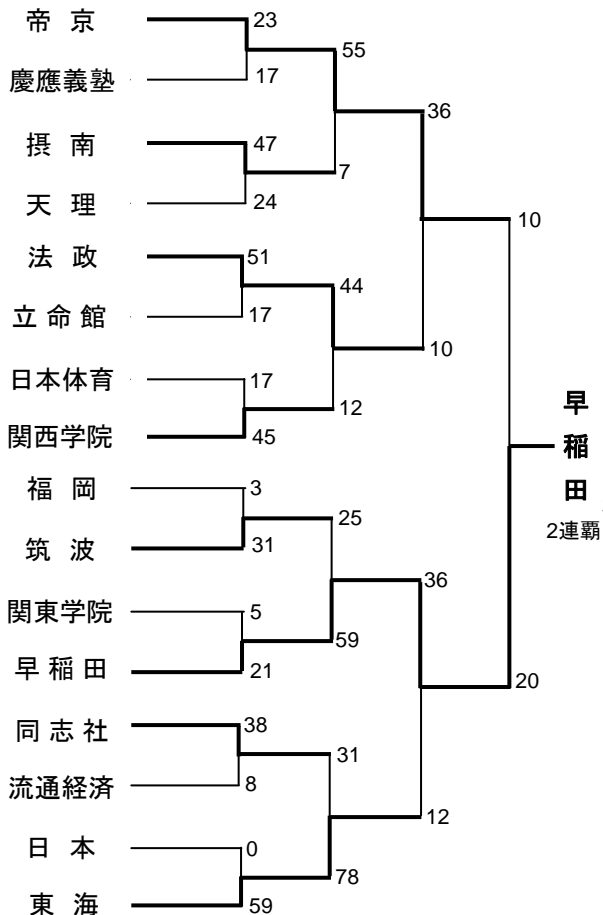 帝京
23
55
慶應義塾
17
36
摂南
47
7
天理
24
10
法政
51
44
立命館
17
10
日本体育
17
12
関西学院
45
早稲田
2連覇
福岡
3
25
筑波
31
36
関東学院
5
59
早稲田
21
20
同志社
38
31
流通経済
8
12
日本
0
78
東海
59